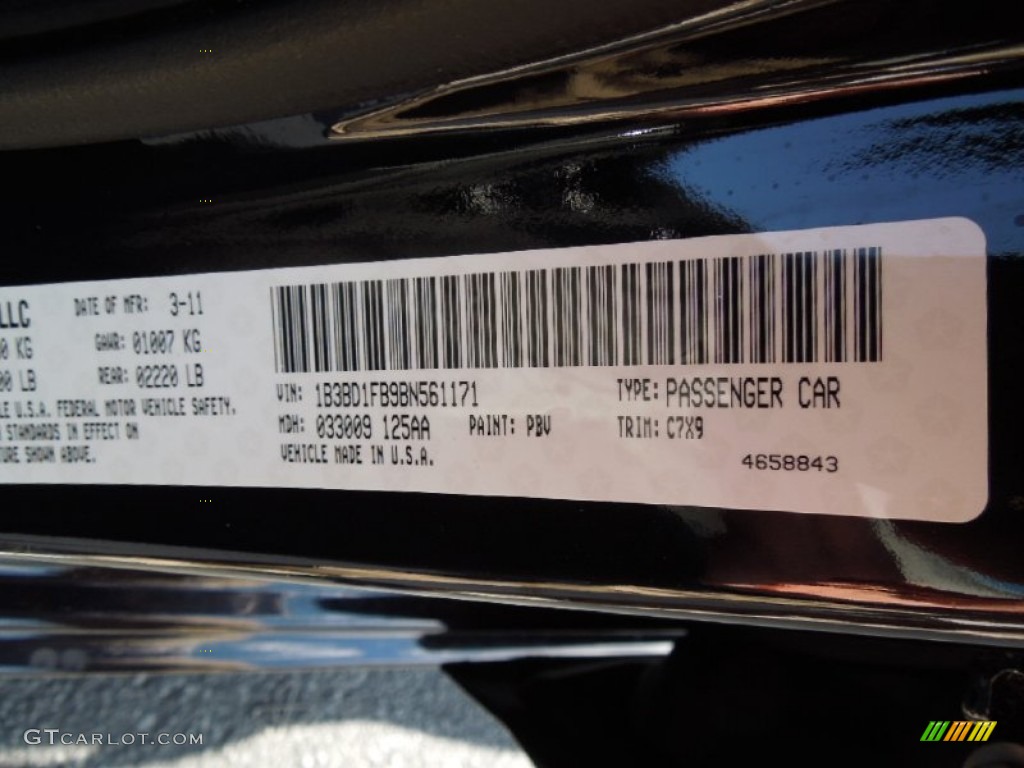 LLC DATE OF MFR: 3-11
0 KG GAWR: 01007 KG
00 LB REAR: 02220 LB
LE U.S.A. FEDERAL MOTOR VEHICLE SAFETY.
STANDARDS IN EFFECT ON
TURE SHOWN ABOVE.
VIN: 1B3BD1FB9BN561171 TYPE: PASSENGER CAR
MDH: 033009 125AA PAINT: PBV TRIM: C7X9
VEHICLE MADE IN U.S.A.
4658843
GTCARLOT.COM